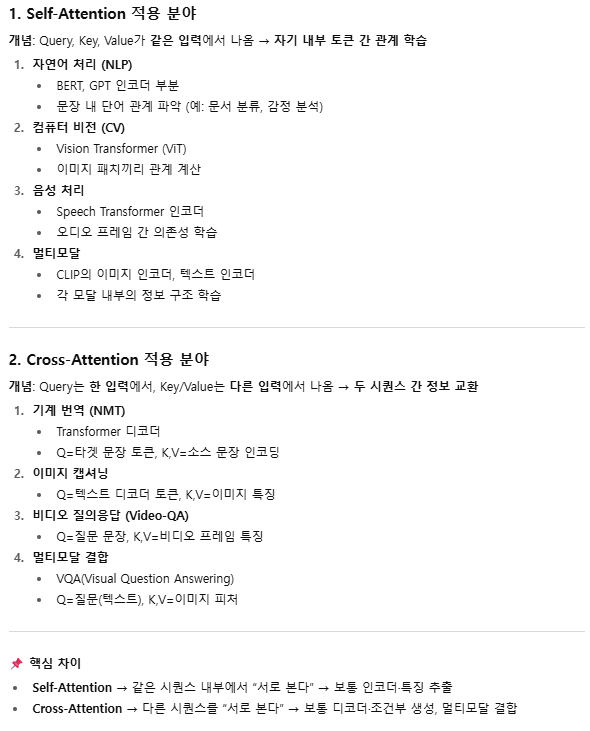 1. Self-Attention 적용 분야
개념: Query, Key, Value가 같은 입력에서 나옴 → 자기 내부 토큰 간 관계 학습
1. 자연어 처리 (NLP)
• BERT, GPT 인코더 부분
• 문장 내 단어 관계 파악 (예: 문서 분류, 감정 분석)
2. 컴퓨터 비전 (CV)
• Vision Transformer (ViT)
• 이미지 패치끼리 관계 계산
3. 음성 처리
• Speech Transformer 인코더
• 오디오 프레임 간 의존성 학습
4. 멀티모달
• CLIP의 이미지 인코더, 텍스트 인코더
• 각 모달 내부의 정보 구조 학습
2. Cross-Attention 적용 분야
개념: Query는 한 입력에서, Key/Value는 다른 입력에서 나옴 → 두 시퀀스 간 정보 교환
1. 기계 번역 (NMT)
• Transformer 디코더
• Q=타겟 문장 토큰, K,V=소스 문장 인코딩
2. 이미지 캡셔닝
• Q=텍스트 디코더 토큰, K,V=이미지 특징
3. 비디오 질의응답 (Video-QA)
• Q=질문 문장, K,V=비디오 프레임 특징
4. 멀티모달 결합
• VQA(Visual Question Answering)
• Q=질문(텍스트), K,V=이미지 피처
📌 핵심 차이
• Self-Attention → 같은 시퀀스 내부에서 “서로 본다” → 보통 인코더·특징 추출
• Cross-Attention → 다른 시퀀스를 “서로 본다” → 보통 디코더·조건부 생성, 멀티모달 결합